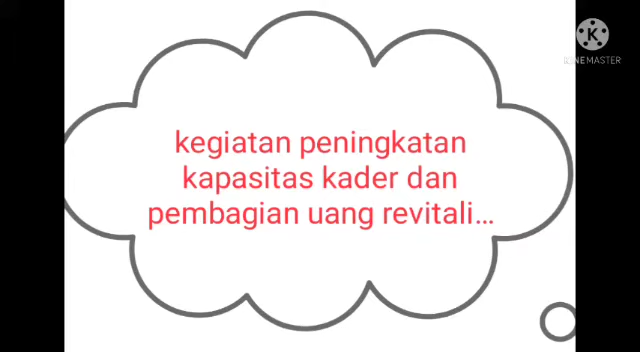 K
KINEMASTER
kegiatan peningkatan
kapasitas kader dan
pembagian uang revitali...